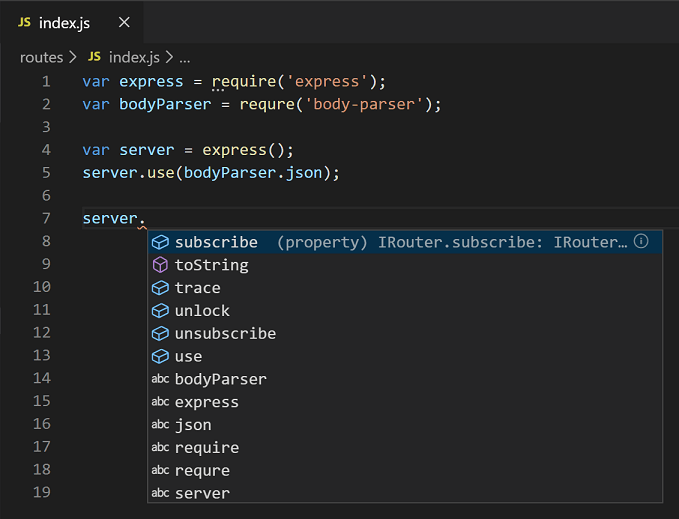 JS index.js ×
routes > JS index.js > ...
1 var express = require('express');
2 var bodyParser = requre('body-parser');
3
4 var server = express();
5 server.use(bodyParser.json);
6
7 server.
8 subscribe (property) IRouter.subscribe: IRouter…
9 toString
10 trace
11 unlock
12 unsubscribe
13 use
14 abc bodyParser
15 abc express
16 abc json
17 abc require
18 abc requre
19 abc server